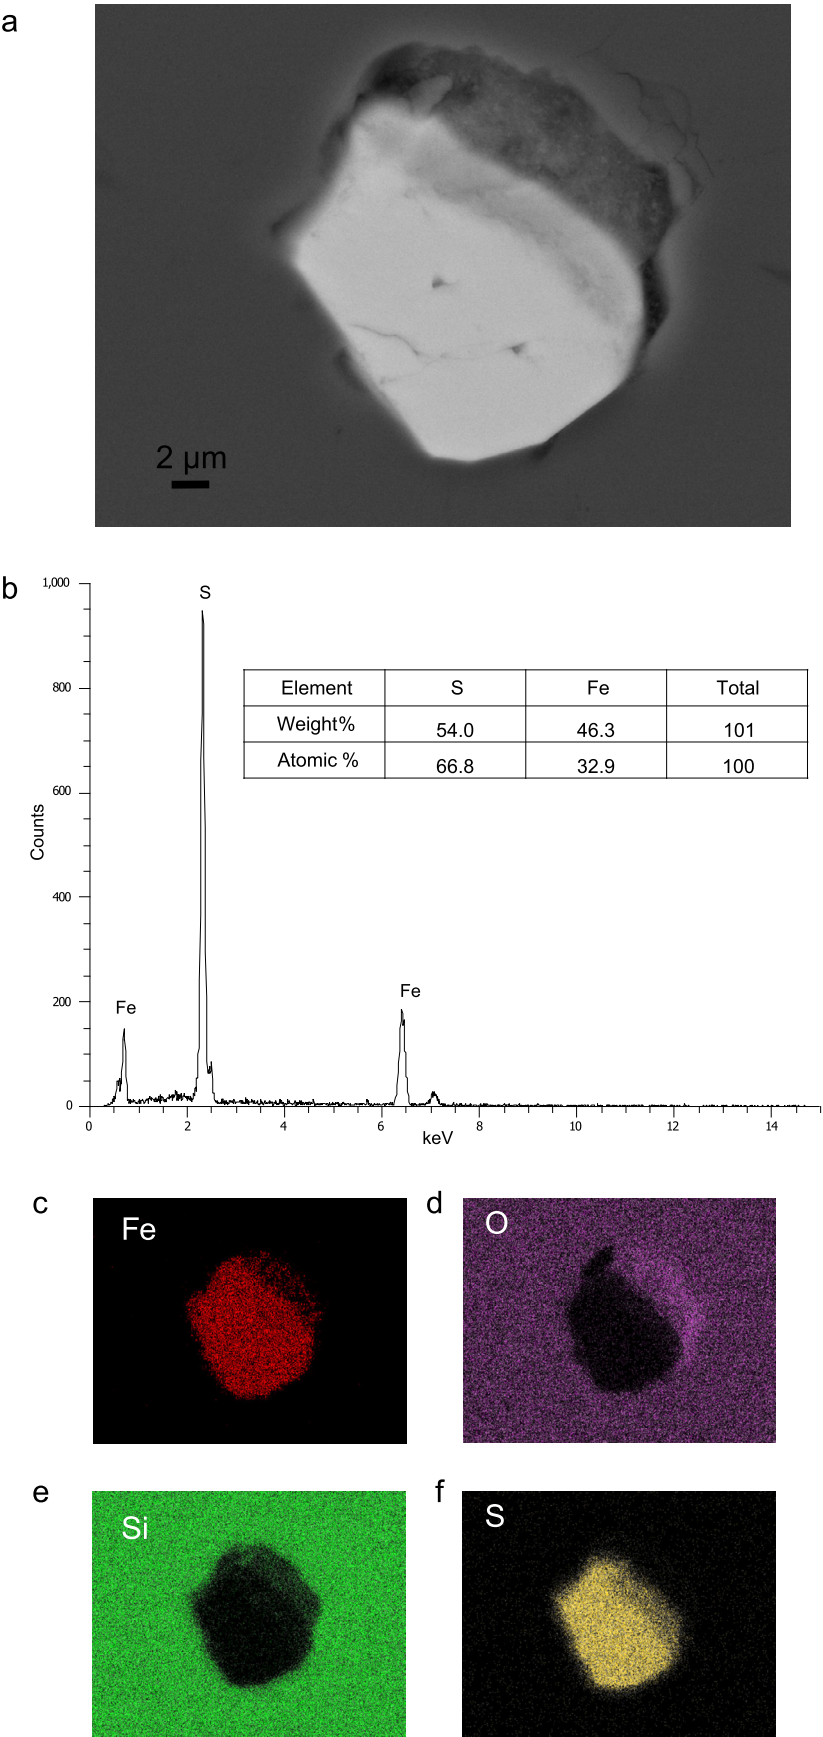 a
2 µm
b
1,000
800
600
400
200
0
Counts
S
Fe
Fe
Element S Fe Total
Weight% 54.0 46.3 101
Atomic % 66.8 32.9 100
0 2 4 6 8 10 12 14
keV
c
Fe
d
O
e
Si
f
S